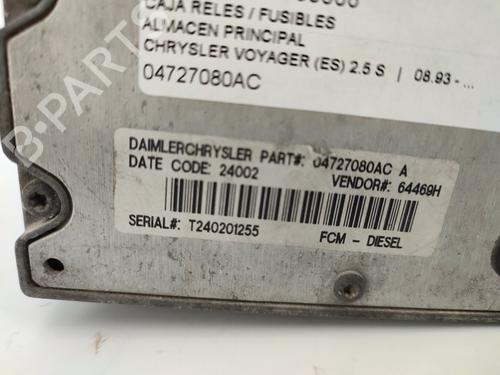 CAJA RELES / FUSIBLES
ALMACEN PRINCIPAL
CHRYSLER VOYAGER (ES) 2.5 S | 08.93 - ...
04727080AC
DAIMLERCHRYSLER PART#: 04727080AC A
DATE CODE: 24002 VENDOR#: 64469H
SERIAL#: T240201255 FCM - DIESEL
B-PARTS